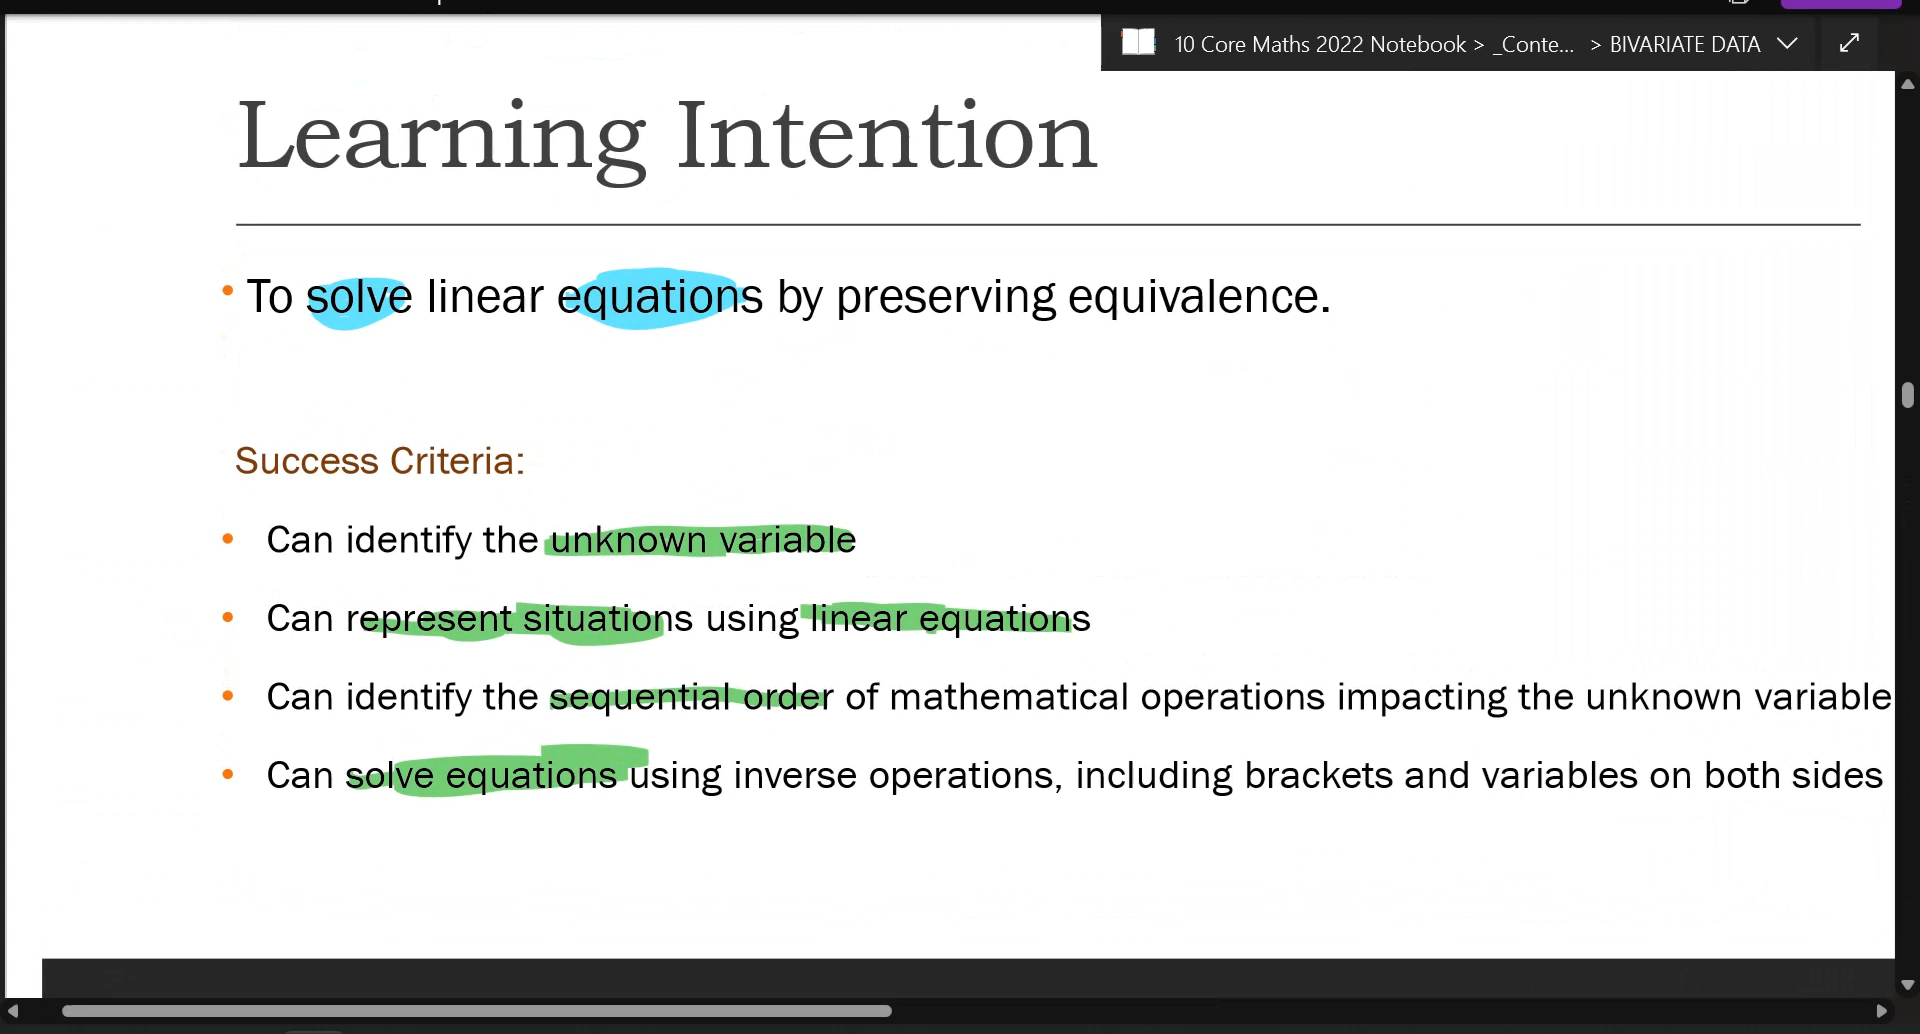 10 Core Maths 2022 Notebook > _Conte... > BIVARIATE DATA
Learning Intention
• To solve linear equations by preserving equivalence.
Success Criteria:
• Can identify the unknown variable
• Can represent situations using linear equations
• Can identify the sequential order of mathematical operations impacting the unknown variable
• Can solve equations using inverse operations, including brackets and variables on both sides